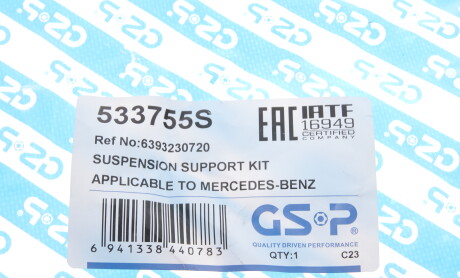 533755S
Ref No:6393230720
SUSPENSION SUPPORT KIT
APPLICABLE TO MERCEDES-BENZ
6 941338 440783
EAC
IATF
16949
CERTIFIED
COMPANY
GSP
QUALITY DRIVEN PERFORMANCE
QTY:1 C23